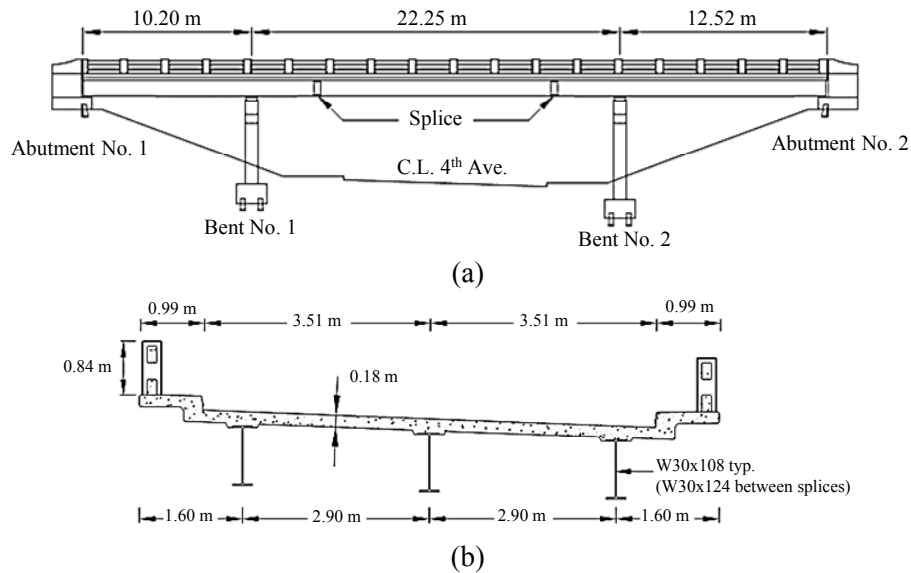 10.20 m 22.25 m 12.52 m
Splice
Abutment No. 1 Abutment No. 2
C.L. 4th Ave.
Bent No. 1
Bent No. 2
(a)
0.99 m 0.99 m
3.51 m 3.51 m
0.84 m
0.18 m
W30x108 typ.
(W30x124 between splices)
1.60 m 2.90 m 2.90 m 1.60 m
(b)